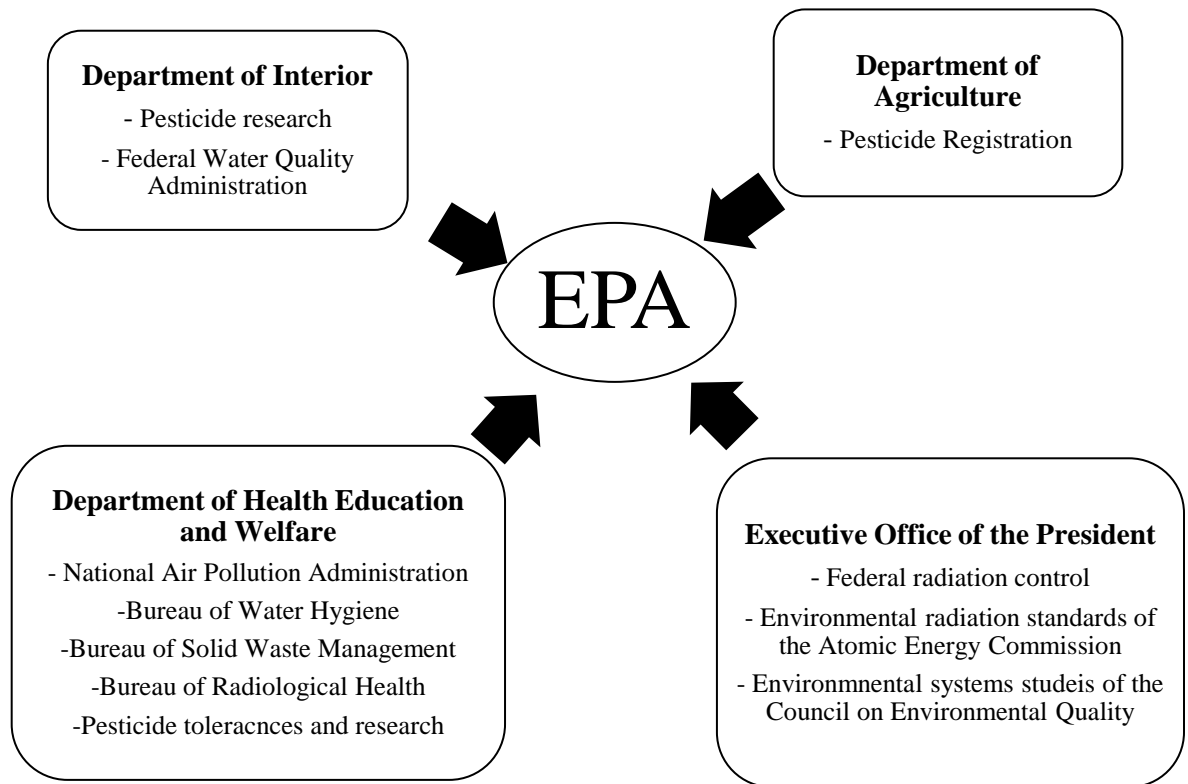 Department of Interior
- Pesticide research
- Federal Water Quality
Administration
Department of
Agriculture
- Pesticide Registration
EPA
Department of Health Education
and Welfare
- National Air Pollution Administration
-Bureau of Water Hygiene
-Bureau of Solid Waste Management
-Bureau of Radiological Health
-Pesticide toleracnces and research
Executive Office of the President
- Federal radiation control
- Environmental radiation standards of
the Atomic Energy Commission
- Environmnental systems studeis of the
Council on Environmental Quality